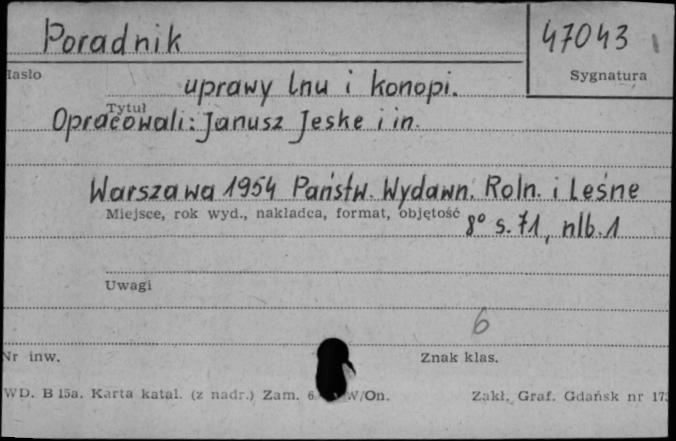 Poradnik
47043
Hasło
Sygnatura
uprawy lnu i konopi.
Tytuł
Opracowali: Janusz Jeske i in.
Warszawa 1954 Państw. Wydawn. Roln. i Leśne
Miejsce, rok wyd., nakładca, format, objętość
8° s. 71, nlb. 1
Uwagi
6
Nr inw.
Znak klas.
WD. B 15a. Karta katal. (z nadr.) Zam. 6 W/On.
Zakł. Graf. Gdańsk nr 17